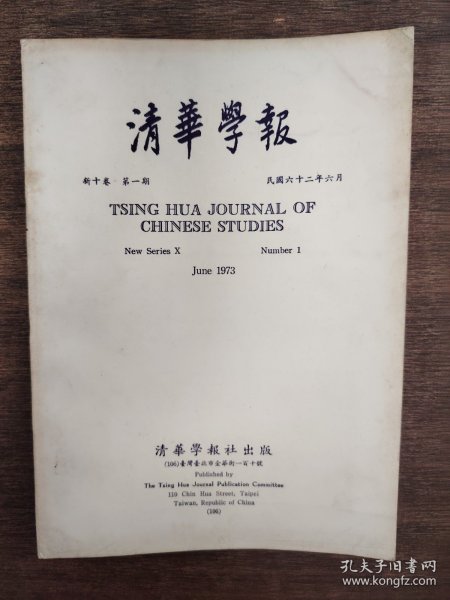 清華學報
新十卷 第一期 民國六十二年六月
TSING HUA JOURNAL OF
CHINESE STUDIES
New Series X Number 1
June 1973
清華學報社出版
(106)臺灣臺北市金華街一百十號
Published by
The Tsing Hua Journal Publication Committee
110 Chin Hua Street, Taipei
Taiwan, Republic of China
(106)
孔夫子旧书网
www.kongfz.com